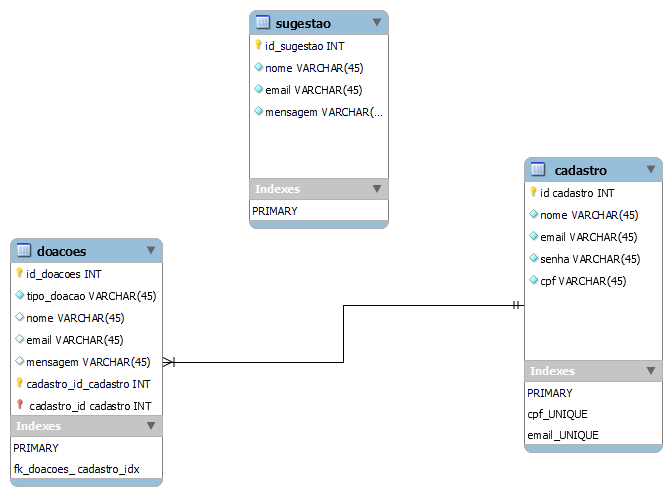 sugestao
id_sugestao INT
nome VARCHAR(45)
email VARCHAR(45)
mensagem VARCHAR(...
Indexes
PRIMARY
cadastro
id cadastro INT
nome VARCHAR(45)
email VARCHAR(45)
senha VARCHAR(45)
cpf VARCHAR(45)
Indexes
PRIMARY
cpf_UNIQUE
email_UNIQUE
doacoes
id_doacoes INT
tipo_doacao VARCHAR(45)
nome VARCHAR(45)
email VARCHAR(45)
mensagem VARCHAR(45)
cadastro_id_cadastro INT
cadastro_id cadastro INT
Indexes
PRIMARY
fk_doacoes_ cadastro_idx